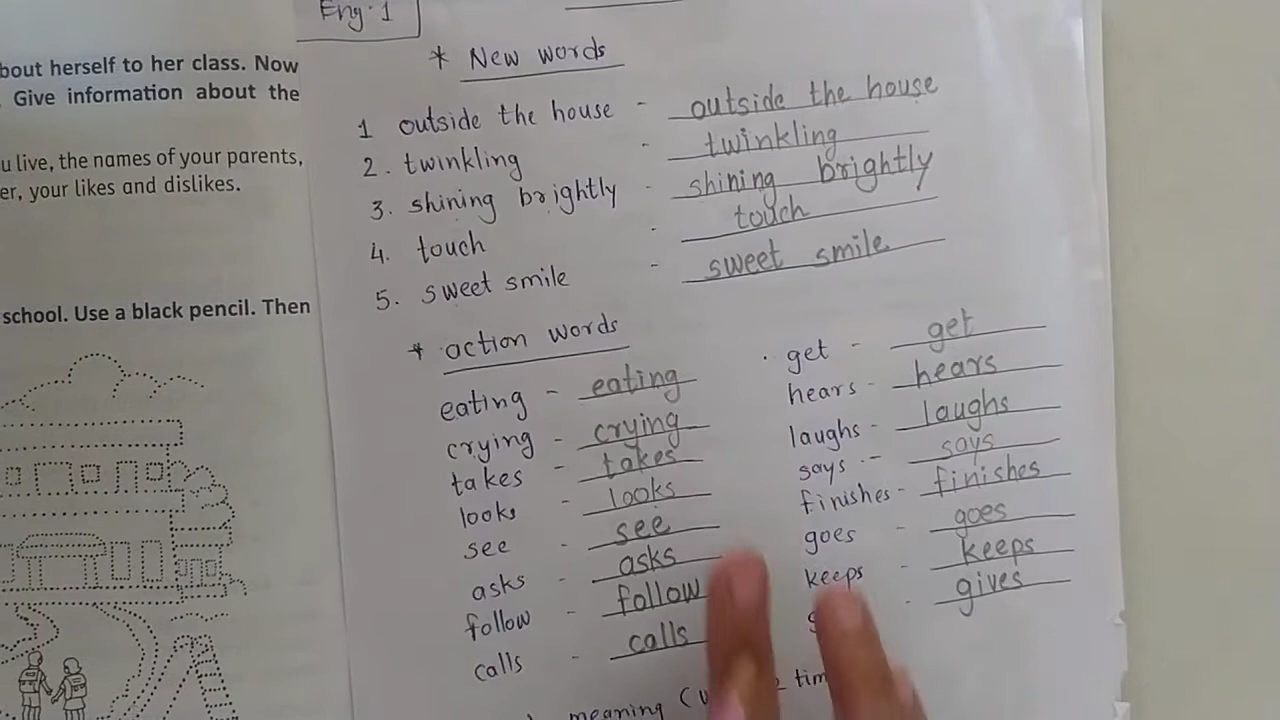 bout herself to her class. Now
Give information about the
u live, the names of your parents,
er, your likes and dislikes.
school. Use a black pencil. Then
Eng. 1
* New words
1 outside the house - outside the house
2. twinkling - twinkling
3. shining brightly - shining brightly
4. touch - touch
5. sweet smile - sweet smile
* action words
eating - eating
crying - crying
takes - takes
looks - looks
see - see
asks - asks
follow - follow
calls - calls
. get - get
hears - hears
laughs - laughs
says - says
finishes - finishes
goes - goes
keeps - keeps
- gives
meaning (